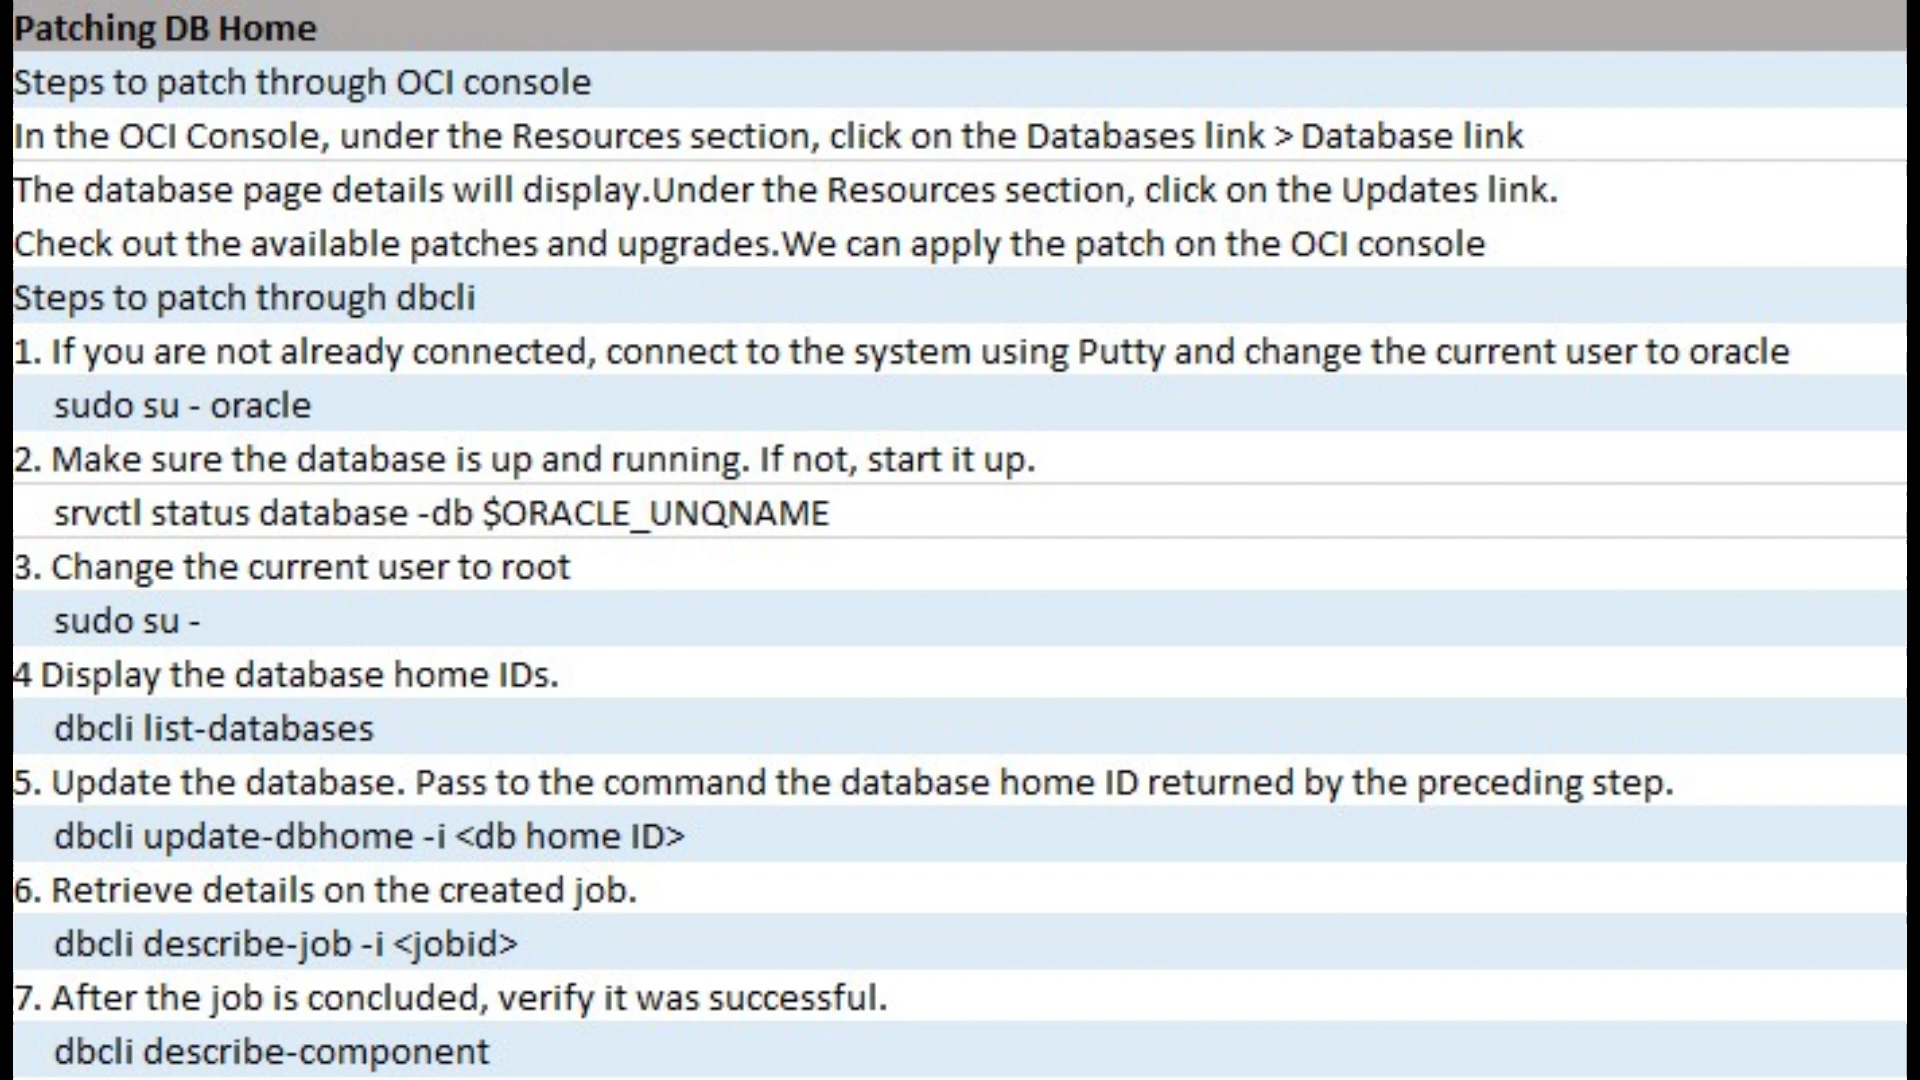 Patching DB Home
Steps to patch through OCI console
In the OCI Console, under the Resources section, click on the Databases link > Database link
The database page details will display.Under the Resources section, click on the Updates link.
Check out the available patches and upgrades.We can apply the patch on the OCI console
Steps to patch through dbcli
1. If you are not already connected, connect to the system using Putty and change the current user to oracle
sudo su - oracle
2. Make sure the database is up and running. If not, start it up.
srvctl status database -db $ORACLE_UNQNAME
3. Change the current user to root
sudo su -
4 Display the database home IDs.
dbcli list-databases
5. Update the database. Pass to the command the database home ID returned by the preceding step.
dbcli update-dbhome -i <db home ID>
6. Retrieve details on the created job.
dbcli describe-job -i <jobid>
7. After the job is concluded, verify it was successful.
dbcli describe-component